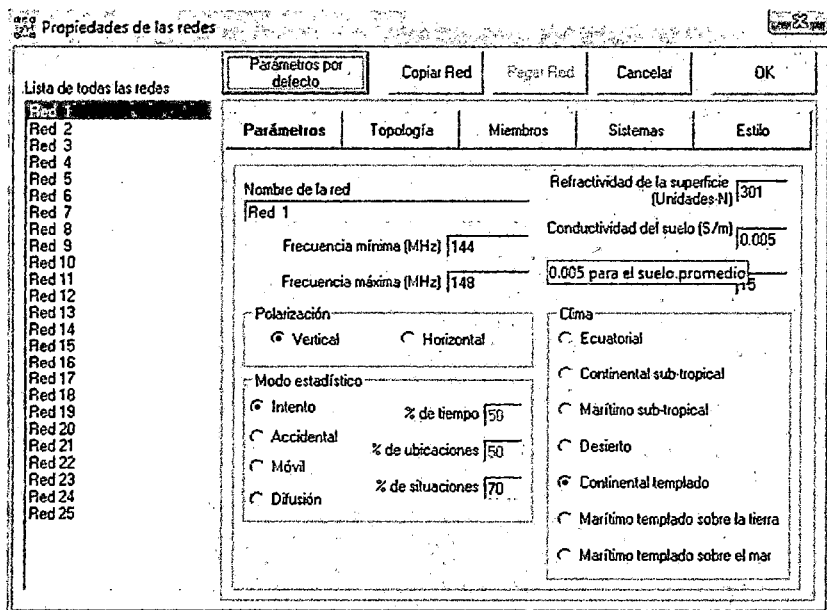 Propiedades de las redes
Parámetros por defecto
Copiar Red
Pegar Red
Cancelar
OK
Lista de todas las redes
Red 1
Red 2
Red 3
Red 4
Red 5
Red 6
Red 7
Red 8
Red 9
Red 10
Red 11
Red 12
Red 13
Red 14
Red 15
Red 16
Red 17
Red 18
Red 19
Red 20
Red 21
Red 22
Red 23
Red 24
Red 25
Parámetros
Topología
Miembros
Sistemas
Estilo
Nombre de la red
Red 1
Frecuencia mínima (MHz) 144
Frecuencia máxima (MHz) 148
Refractividad de la superficie
(Unidades-N) 301
Conductividad del suelo (S/m) 0.005
0.005 para el suelo promedio
Polarización
Vertical
Horizontal
Modo estadístico
Intento
Accidental
Móvil
Difusión
% de tiempo 50
% de ubicaciones 50
% de situaciones 70
Clima
Ecuatorial
Continental sub-tropical
Marítimo sub-tropical
Desierto
Continental templado
Marítimo templado sobre la tierra
Marítimo templado sobre el mar